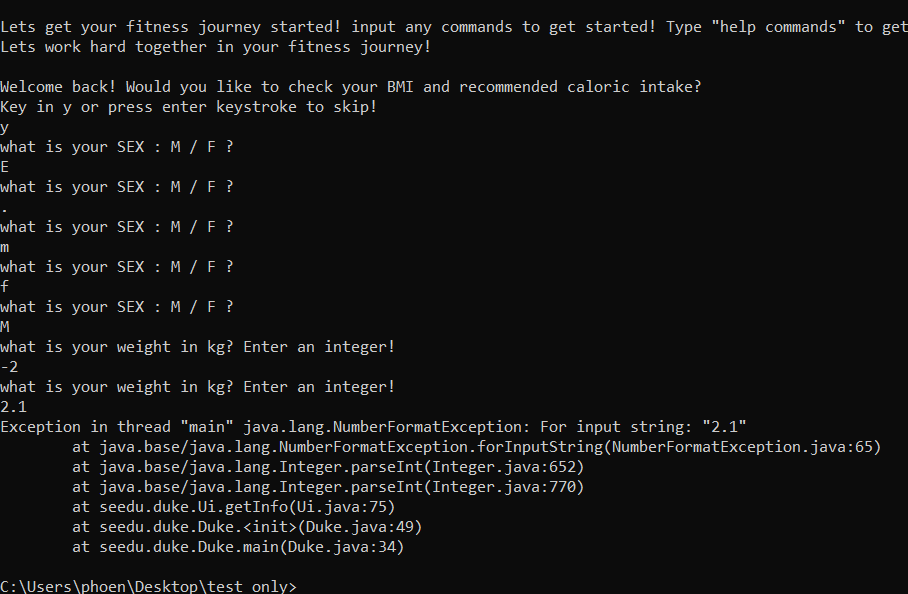 Lets get your fitness journey started! input any commands to get started! Type "help commands" to get
Lets work hard together in your fitness journey!
Welcome back! Would you like to check your BMI and recommended caloric intake?
Key in y or press enter keystroke to skip!
y
what is your SEX : M / F ?
E
what is your SEX : M / F ?
.
what is your SEX : M / F ?
m
what is your SEX : M / F ?
f
what is your SEX : M / F ?
M
what is your weight in kg? Enter an integer!
-2
what is your weight in kg? Enter an integer!
2.1
Exception in thread "main" java.lang.NumberFormatException: For input string: "2.1"
at java.base/java.lang.NumberFormatException.forInputString(NumberFormatException.java:65)
at java.base/java.lang.Integer.parseInt(Integer.java:652)
at java.base/java.lang.Integer.parseInt(Integer.java:770)
at seedu.duke.Ui.getInfo(Ui.java:75)
at seedu.duke.Duke.<init>(Duke.java:49)
at seedu.duke.Duke.main(Duke.java:34)
C:\Users\phoen\Desktop\test only>